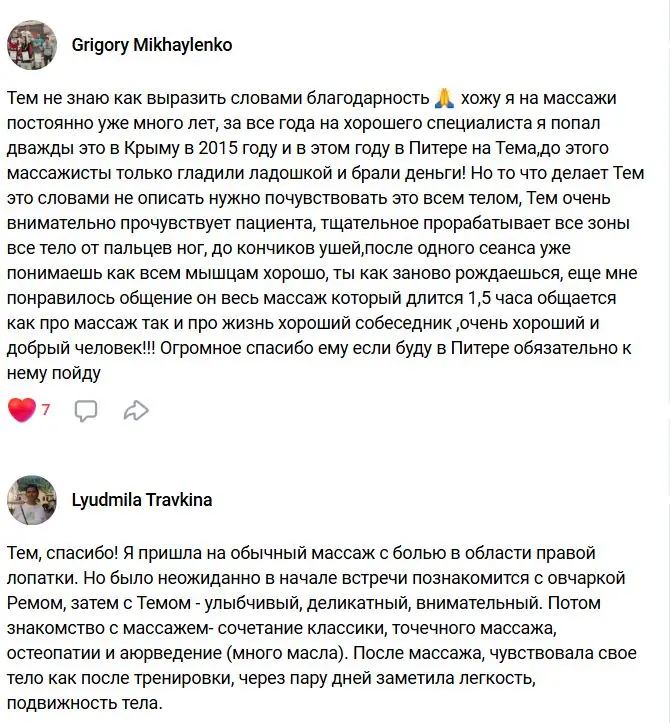 Grigory Mikhaylenko
Тем не знаю как выразить словами благодарность 🙏 хожу я на массажи
постоянно уже много лет, за все года на хорошего специалиста я попал
дважды это в Крыму в 2015 году и в этом году в Питере на Тема,до этого
массажисты только гладили ладошкой и брали деньги! Но то что делает Тем
это словами не описать нужно почувствовать это всем телом, Тем очень
внимательно прочувствует пациента, тщательное прорабатывает все зоны
все тело от пальцев ног, до кончиков ушей,после одного сеанса уже
понимаешь как всем мышцам хорошо, ты как заново рождаешься, еще мне
понравилось общение он весь массаж который длится 1,5 часа общается
как про массаж так и про жизнь хороший собеседник ,очень хороший и
добрый человек!!! Огромное спасибо ему если буду в Питере обязательно к
нему пойду
7
Lyudmila Travkina
Тем, спасибо! Я пришла на обычный массаж с болью в области правой
лопатки. Но было неожиданно в начале встречи познакомится с овчаркой
Ремом, затем с Темом - улыбчивый, деликатный, внимательный. Потом
знакомство с массажем- сочетание классики, точечного массажа,
остеопатии и аюрведение (много масла). После массажа, чувствовала свое
тело как после тренировки, через пару дней заметила легкость,
подвижность тела.